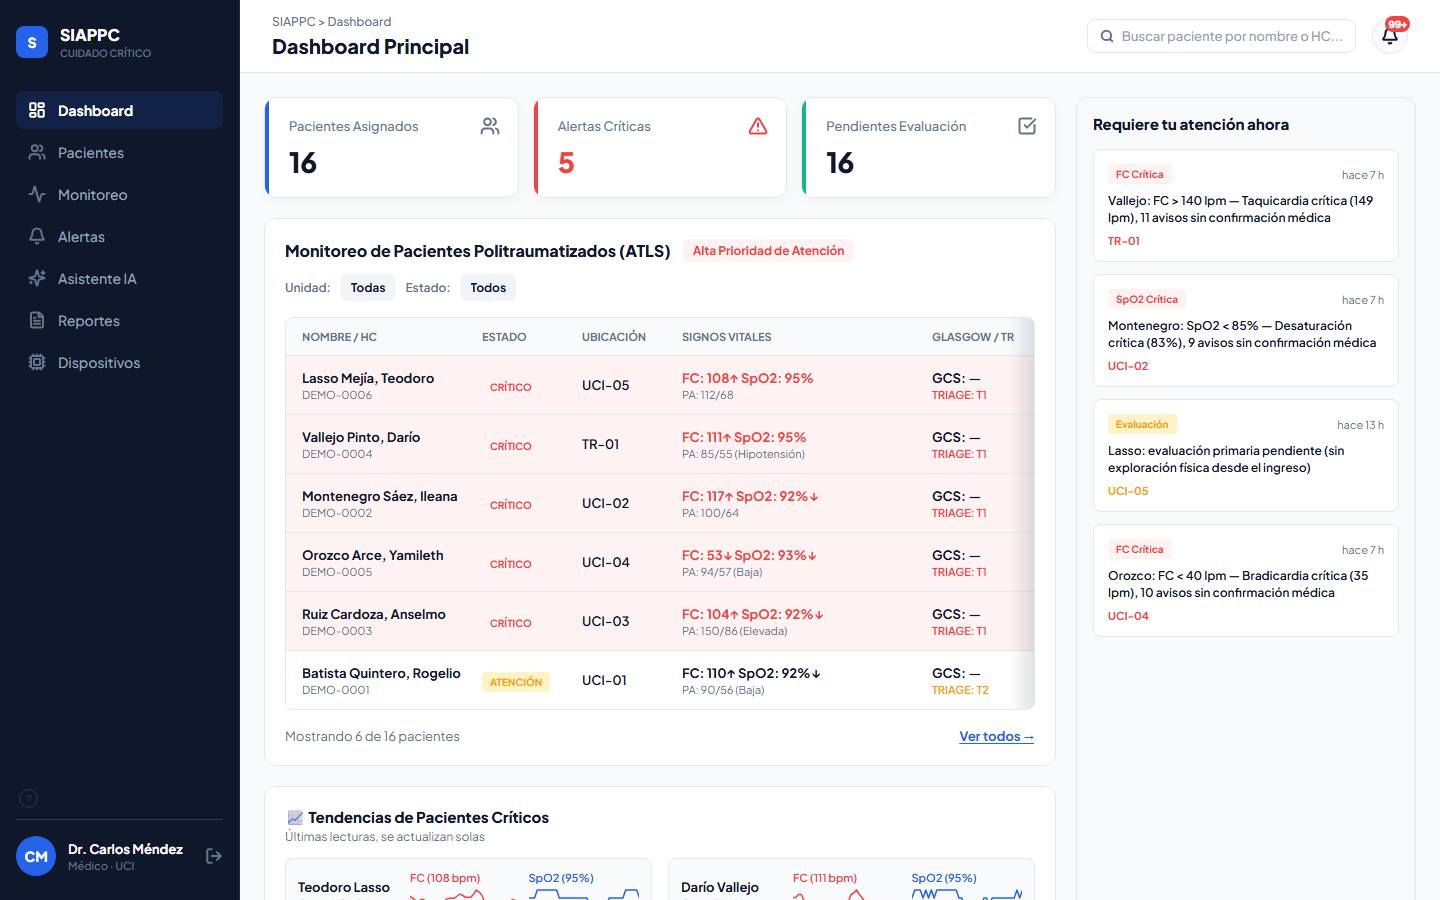 S
SIAPPC
CUIDADO CRÍTICO
Dashboard
Pacientes
Monitoreo
Alertas
Asistente IA
Reportes
Dispositivos
?
CM
Dr. Carlos Méndez
Médico · UCI
SIAPPC > Dashboard
Dashboard Principal
Buscar paciente por nombre o HC...
99+
Pacientes Asignados
16
Alertas Críticas
5
Pendientes Evaluación
16
Monitoreo de Pacientes Politraumatizados (ATLS) Alta Prioridad de Atención
Unidad: Todas Estado: Todos
NOMBRE / HC ESTADO UBICACIÓN SIGNOS VITALES GLASGOW / TR
Lasso Mejía, Teodoro CRÍTICO UCI-05 FC: 108↑ SpO2: 95% GCS: —
DEMO-0006 PA: 112/68 TRIAGE: T1
Vallejo Pinto, Darío CRÍTICO TR-01 FC: 111↑ SpO2: 95% GCS: —
DEMO-0004 PA: 85/55 (Hipotensión) TRIAGE: T1
Montenegro Sáez, Ileana CRÍTICO UCI-02 FC: 117↑ SpO2: 92%↓ GCS: —
DEMO-0002 PA: 100/64 TRIAGE: T1
Orozco Arce, Yamileth CRÍTICO UCI-04 FC: 53↓ SpO2: 93%↓ GCS: —
DEMO-0005 PA: 94/57 (Baja) TRIAGE: T1
Ruiz Cardoza, Anselmo CRÍTICO UCI-03 FC: 104↑ SpO2: 92%↓ GCS: —
DEMO-0003 PA: 150/86 (Elevada) TRIAGE: T1
Batista Quintero, Rogelio ATENCIÓN UCI-01 FC: 110↑ SpO2: 92%↓ GCS: —
DEMO-0001 PA: 90/56 (Baja) TRIAGE: T2
Mostrando 6 de 16 pacientes Ver todos →
Tendencias de Pacientes Críticos
Últimas lecturas, se actualizan solas
Teodoro Lasso FC (108 bpm) SpO2 (95%)
Darío Vallejo FC (111 bpm) SpO2 (95%)
Requiere tu atención ahora
FC Crítica hace 7 h
Vallejo: FC > 140 lpm — Taquicardia crítica (149
lpm), 11 avisos sin confirmación médica
TR-01
SpO2 Crítica hace 7 h
Montenegro: SpO2 < 85% — Desaturación
crítica (83%), 9 avisos sin confirmación médica
UCI-02
Evaluación hace 13 h
Lasso: evaluación primaria pendiente (sin
exploración física desde el ingreso)
UCI-05
FC Crítica hace 7 h
Orozco: FC < 40 lpm — Bradicardia crítica (35
lpm), 10 avisos sin confirmación médica
UCI-04